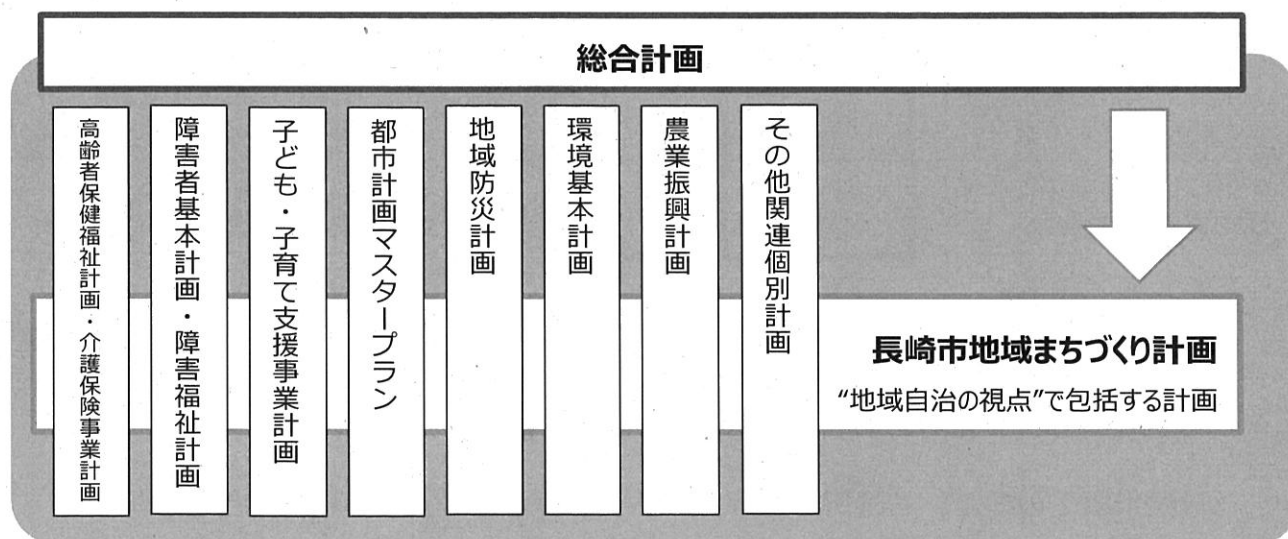 総合計画
高齢者保健福祉計画・介護保険事業計画
障害者基本計画・障害福祉計画
子ども・子育て支援事業計画
都市計画マスタープラン
地域防災計画
環境基本計画
農業振興計画
その他関連個別計画
長崎市地域まちづくり計画
“地域自治の視点”で包括する計画